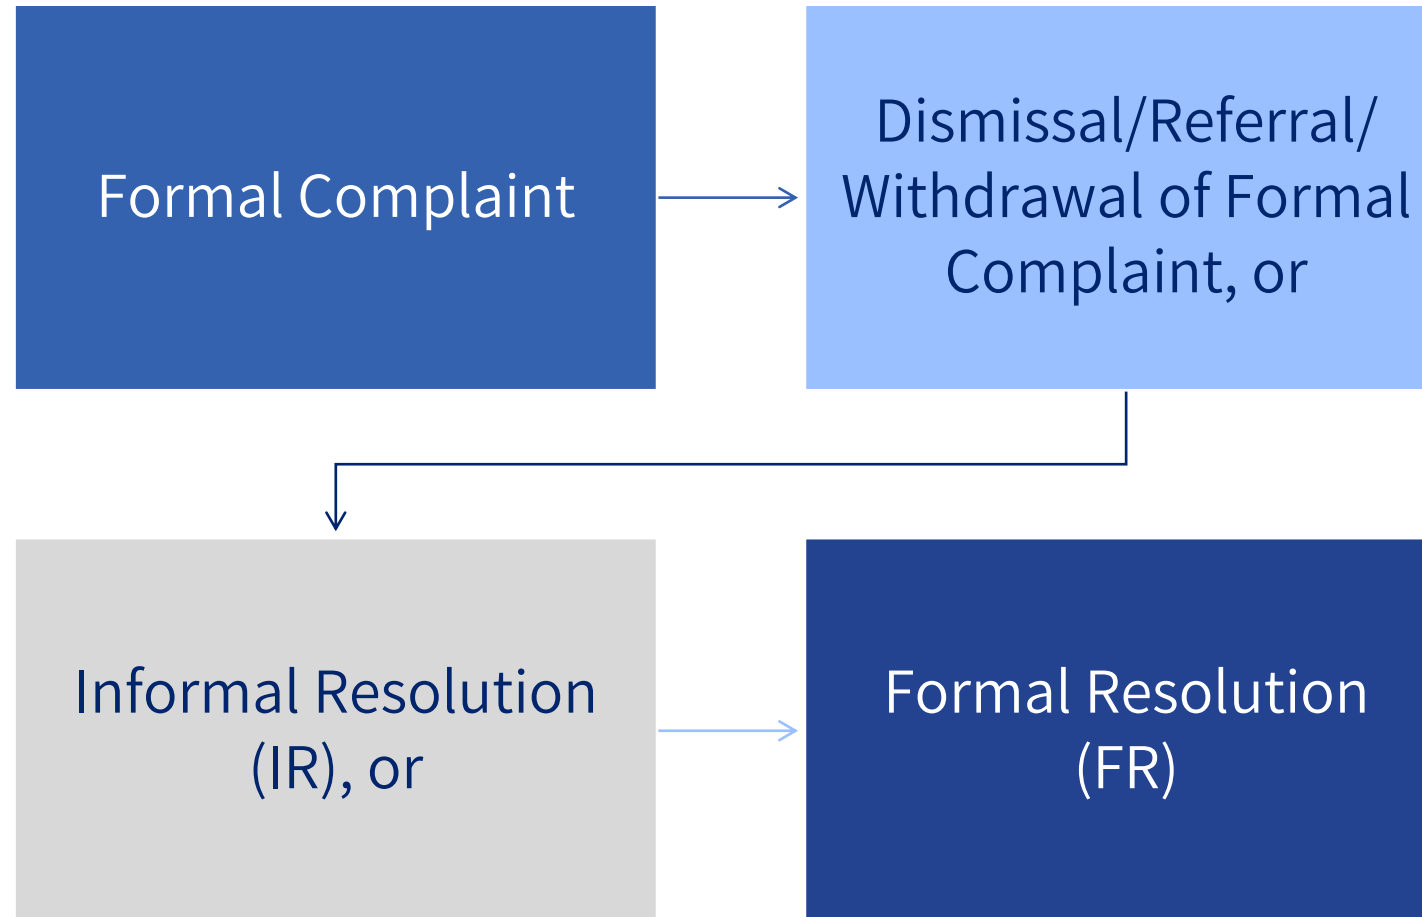 Formal Complaint
Dismissal/Referral/
Withdrawal of Formal
Complaint, or
Informal Resolution
(IR), or
Formal Resolution
(FR)